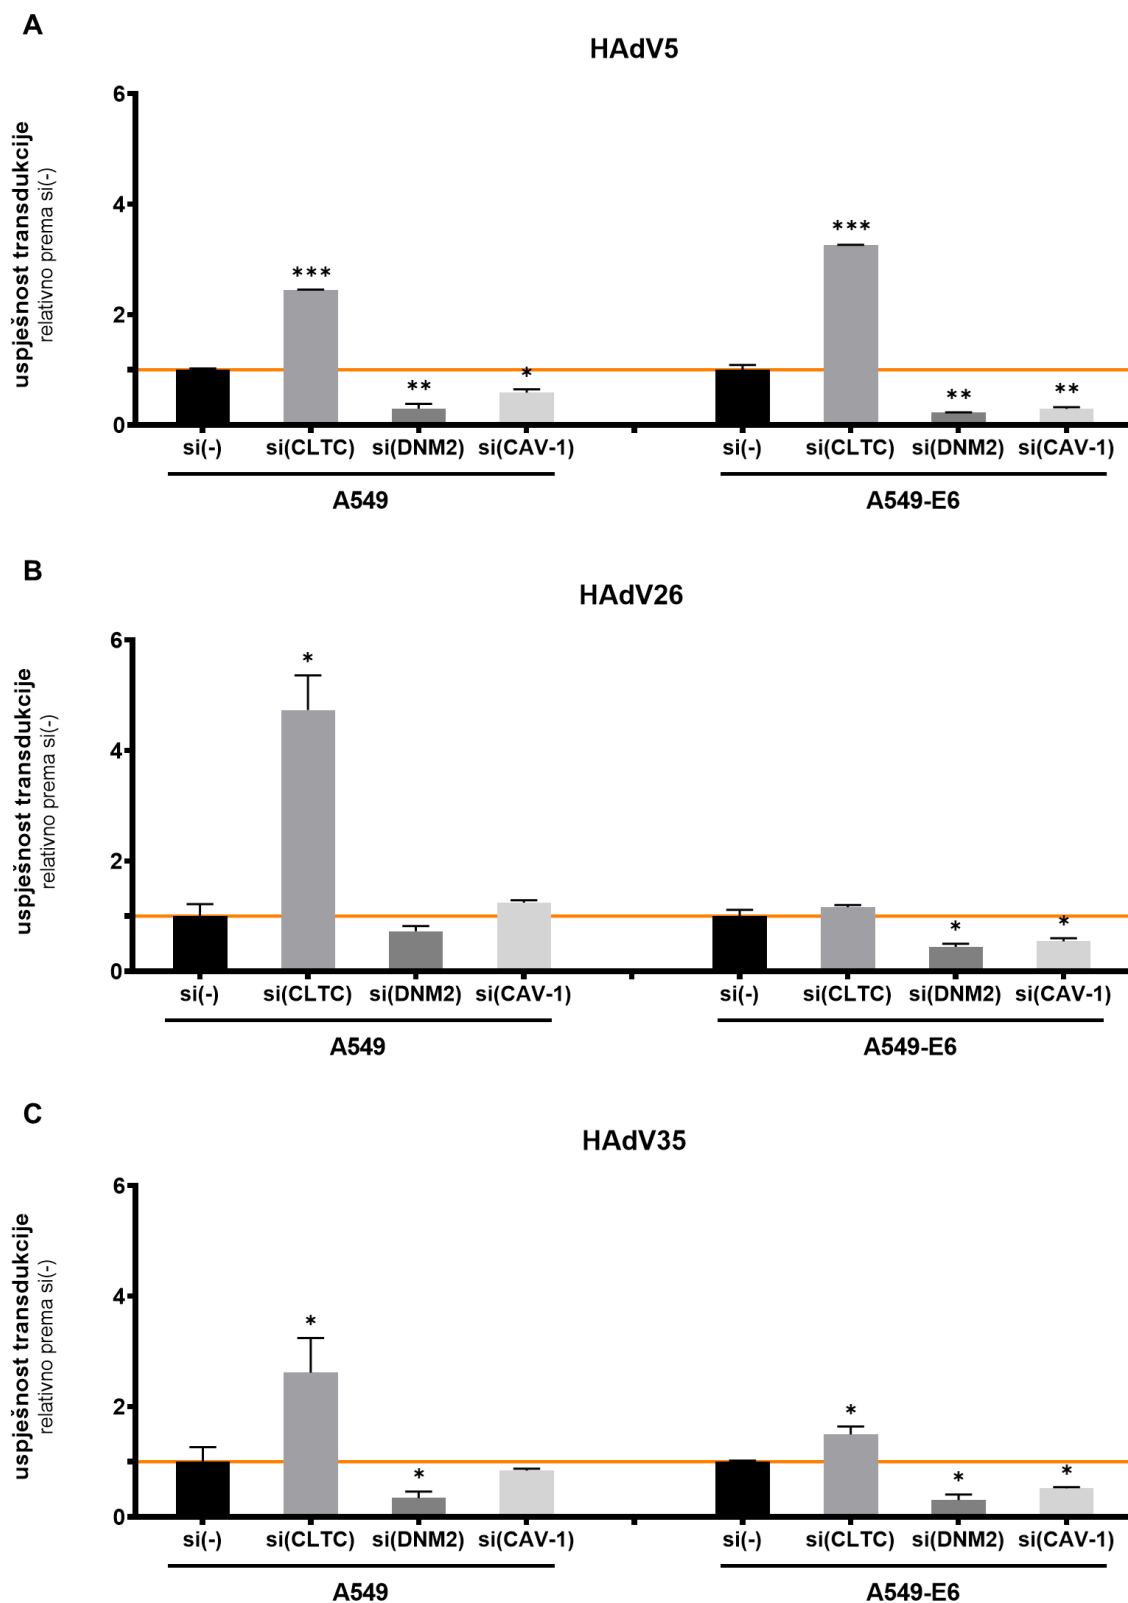 A
HAdV5
uspješnost transdukcije
relativno prema si(-)
6
4
2
0
*** ** * *** ** **
si(-) si(CLTC) si(DNM2) si(CAV-1) si(-) si(CLTC) si(DNM2) si(CAV-1)
A549 A549-E6
B
HAdV26
uspješnost transdukcije
relativno prema si(-)
6
4
2
0
* * *
si(-) si(CLTC) si(DNM2) si(CAV-1) si(-) si(CLTC) si(DNM2) si(CAV-1)
A549 A549-E6
C
HAdV35
uspješnost transdukcije
relativno prema si(-)
6
4
2
0
* * * * *
si(-) si(CLTC) si(DNM2) si(CAV-1) si(-) si(CLTC) si(DNM2) si(CAV-1)
A549 A549-E6